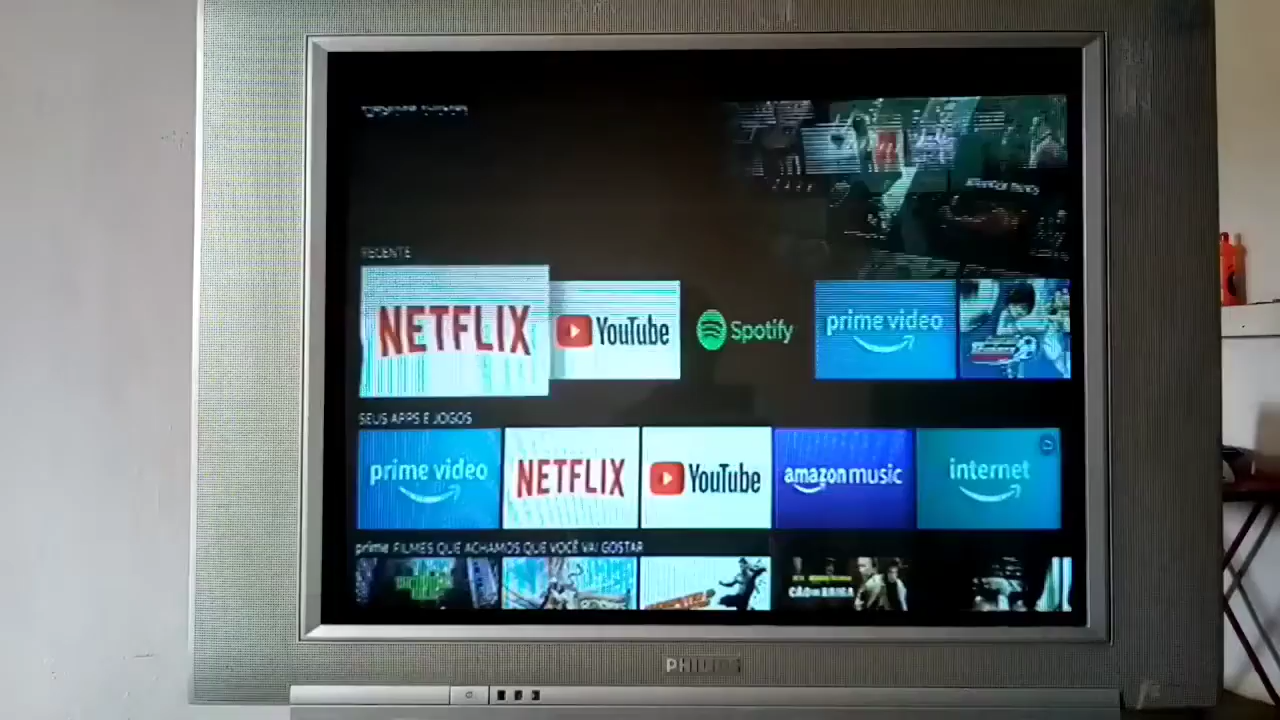 RECENTE
NETFLIX
YouTube
Spotify
prime video
SEUS APPS E JOGOS
prime video
NETFLIX
YouTube
amazon music
internet
prime FILMES QUE ACHAMOS QUE VOCÊ VAI GOSTAR
PHILIPS